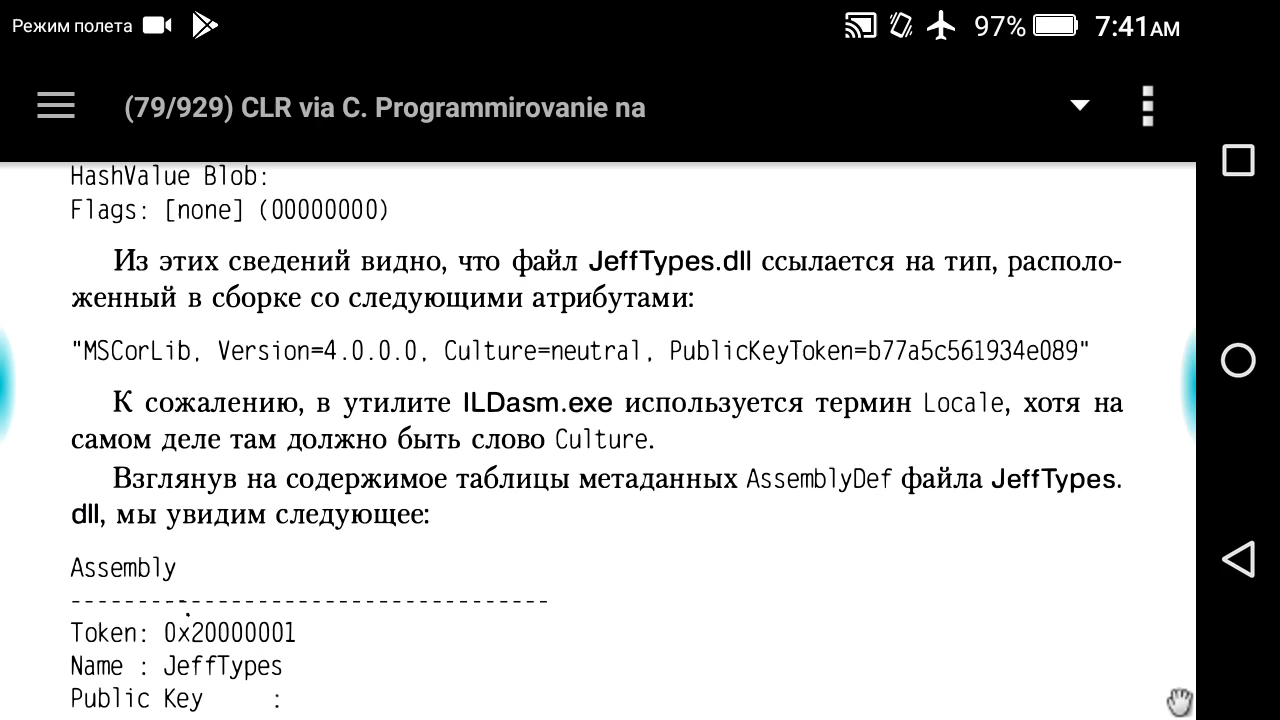 Режим полета 97% 7:41AM
(79/929) CLR via C. Programmirovanie na
HashValue Blob:
Flags: [none] (00000000)
Из этих сведений видно, что файл JeffTypes.dll ссылается на тип, располо-
женный в сборке со следующими атрибутами:
"MSCorLib, Version=4.0.0.0, Culture=neutral, PublicKeyToken=b77a5c561934e089"
К сожалению, в утилите ILDasm.exe используется термин Locale, хотя на
самом деле там должно быть слово Culture.
Взглянув на содержимое таблицы метаданных AssemblyDef файла JeffTypes.
dll, мы увидим следующее:
Assembly
-------------------------------------
Token: 0x20000001
Name : JeffTypes
Public Key     :